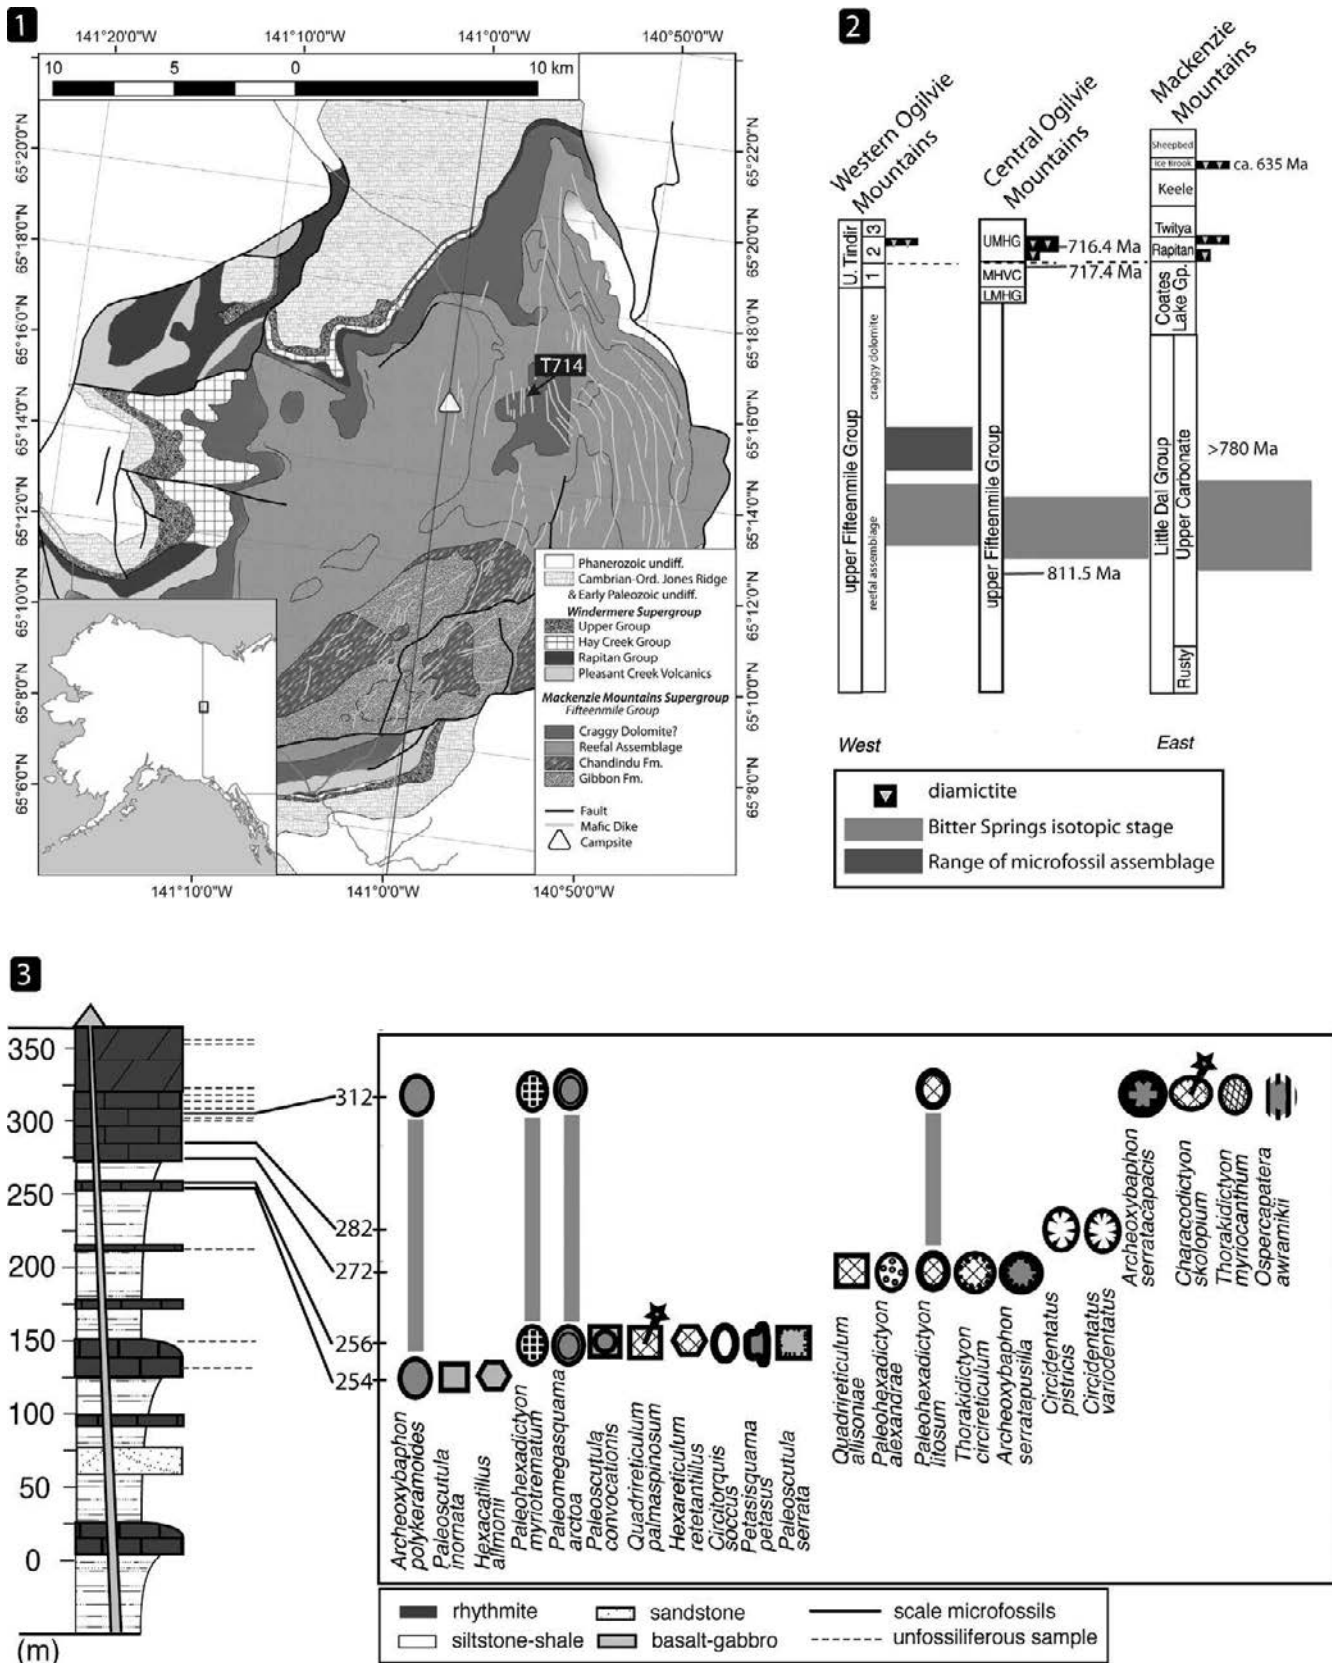 1
141°20'0"W
141°10'0"W
141°0'0"W
140°50'0"W
10
5
0
10 km
65°20'0"N
65°18'0"N
65°16'0"N
65°14'0"N
65°12'0"N
65°10'0"N
65°8'0"N
65°6'0"N
65°22'0"N
65°20'0"N
65°18'0"N
65°16'0"N
65°14'0"N
65°12'0"N
65°10'0"N
65°8'0"N
T714
Phanerozoic undiff.
Cambrian-Ord. Jones Ridge
& Early Paleozoic undiff.
Windermere Supergroup
Upper Group
Hay Creek Group
Rapitan Group
Pleasant Creek Volcanics
Mackenzie Mountains Supergroup
Fifteenmile Group
Craggy Dolomite?
Reefal Assemblage
Chandindu Fm.
Gibbon Fm.
Fault
Mafic Dike
Campsite
141°10'0"W
141°0'0"W
140°50'0"W
2
Western Ogilvie
Mountains
Central Ogilvie
Mountains
Mackenzie
Mountains
U. Tindir
3
2
1
upper Fifteenmile Group
craggy dolomite
reefal assemblage
UMHG
MHVC
LMHG
716.4 Ma
717.4 Ma
upper Fifteenmile Group
811.5 Ma
Sheepbed
Ice Brook
ca. 635 Ma
Keele
Twitya
Rapitan
Coates
Lake Gp.
Little Dal Group
Upper Carbonate
Rusty
>780 Ma
West
East
diamictite
Bitter Springs isotopic stage
Range of microfossil assemblage
3
350
300
250
200
150
100
50
0
(m)
312
282
272
256
254
Archeoxybaphon
polykeramoides
Paleoscutula
inornata
Hexacatillus
allmonii
Paleohexadictyon
myriotrematum
Paleomegasquama
arctoa
Paleoscutula
convocationis
Quadrireticulum
palmaspinosum
Hexareticulum
retetantillus
Circitorquis
soccus
Petasisquama
petasus
Paleoscutula
serrata
Quadrireticulum
allisoniae
Paleohexadictyon
alexandrae
Paleohexadictyon
litosum
Thorakidictyon
circireticulum
Archeoxybaphon
serratapusilla
Circidentatus
pistricis
Circidentatus
variodentatus
Archeoxybaphon
serratacapacis
Characodictyon
skolopium
Thorakidictyon
myriocanthum
Ospercapatera
awramikii
rhythmite
sandstone
scale microfossils
siltstone-shale
basalt-gabbro
unfossiliferous sample